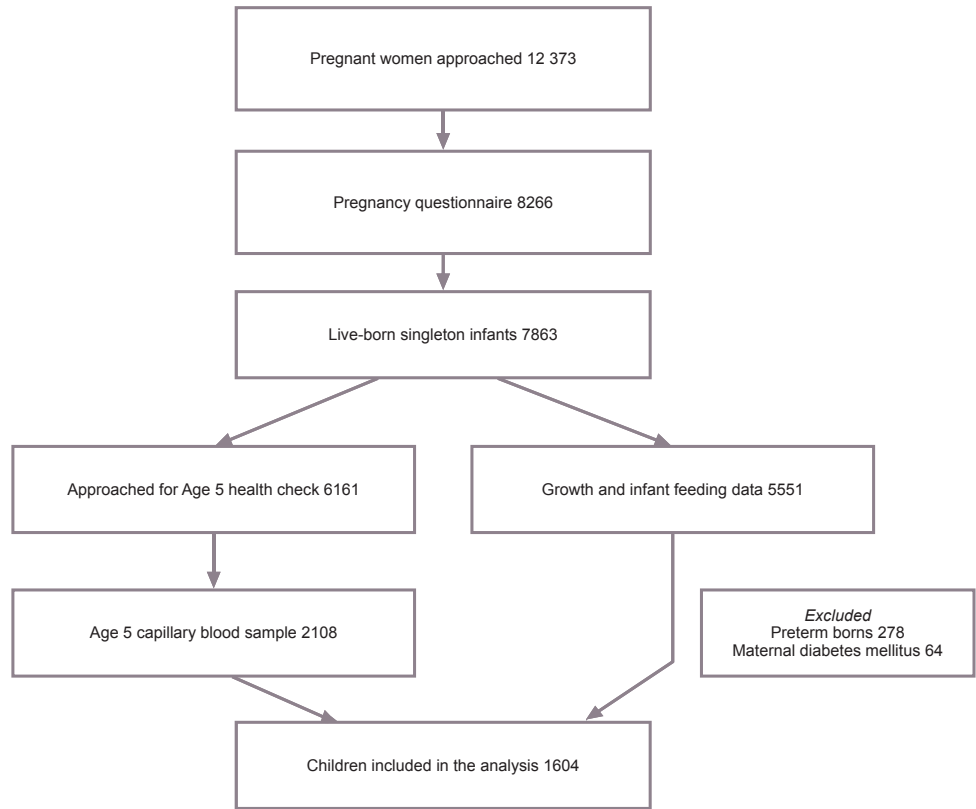 Pregnant women approached 12 373
Pregnancy questionnaire 8266
Live-born singleton infants 7863
Approached for Age 5 health check 6161
Growth and infant feeding data 5551
Age 5 capillary blood sample 2108
Excluded
Preterm borns 278
Maternal diabetes mellitus 64
Children included in the analysis 1604